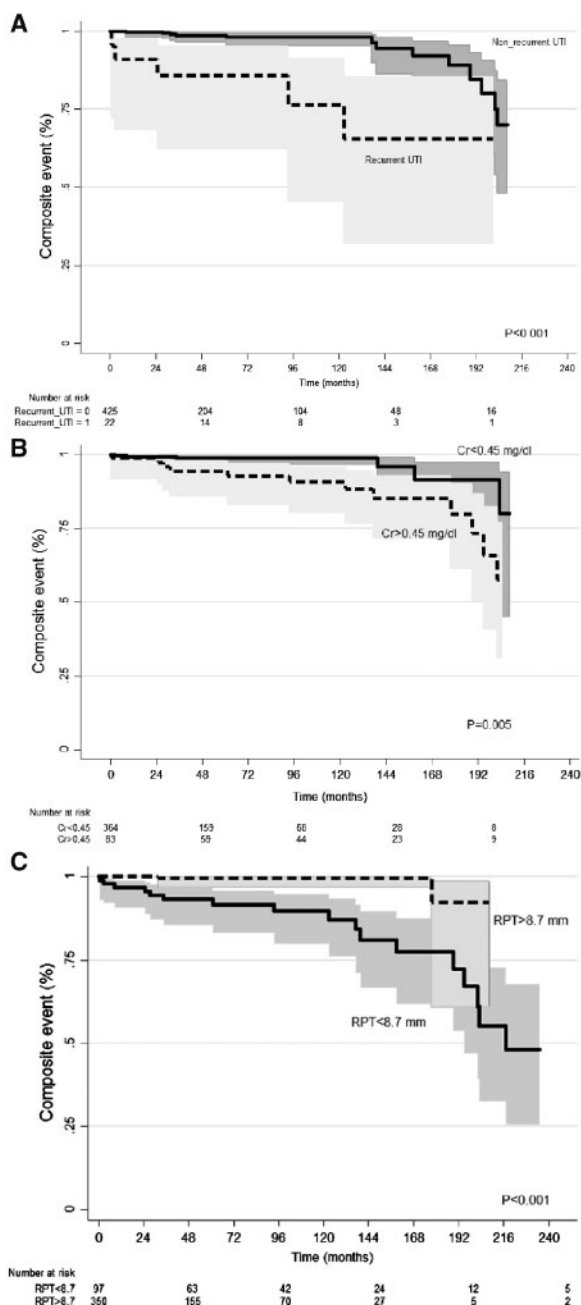 A
1
.75
.5
.25
0
Composite event (%)
Non_recurrent UTI
Recurrent UTI
P<0.001
0 24 48 72 96 120 144 168 192 216 240
Time (months)
Number at risk
Recurrent_UTI = 0 425 204 104 48 16
Recurrent_UTI = 1 22 14 8 3 1
B
1
.75
.5
.25
0
Composite event (%)
Cr<0.45 mg/dl
Cr>0.45 mg/dl
P=0.005
0 24 48 72 96 120 144 168 192 216 240
Time (months)
Number at risk
Cr<0.45 364 159 68 28 8
Cr>0.45 83 59 44 23 9
C
1
.75
.5
.25
0
Composite event (%)
RPT>8.7 mm
RPT<8.7 mm
P<0.001
0 24 48 72 96 120 144 168 192 216 240
Time (months)
Number at risk
RPT<8.7 97 63 42 24 12 5
RPT>8.7 350 155 70 27 5 2